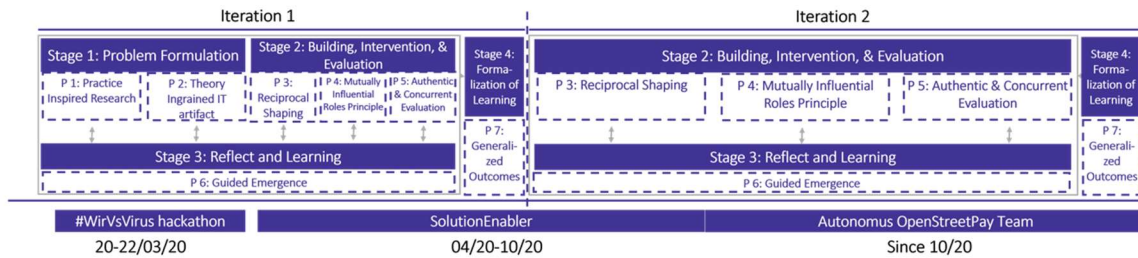 Iteration 1
Iteration 2
Stage 1: Problem Formulation
P 1: Practice
Inspired Research
P 2: Theory
Ingrained IT
artifact
Stage 2: Building, Intervention, &
Evaluation
P 3:
Reciprocal
Shaping
P 4: Mutually
Influential
Roles Principle
P 5: Authentic
& Concurrent
Evaluation
Stage 4:
Forma-
lization of
Learning
P 7:
Generali-
zed
Outcomes
Stage 3: Reflect and Learning
P 6: Guided Emergence
Stage 2: Building, Intervention, & Evaluation
P 3: Reciprocal Shaping
P 4: Mutually Influential
Roles Principle
P 5: Authentic & Concurrent
Evaluation
Stage 3: Reflect and Learning
P 6: Guided Emergence
Stage 4:
Forma-
lization of
Learning
P 7:
Generali-
zed
Outcomes
#WirVsVirus hackathon
SolutionEnabler
Autonomus OpenStreetPay Team
20-22/03/20
04/20-10/20
Since 10/20